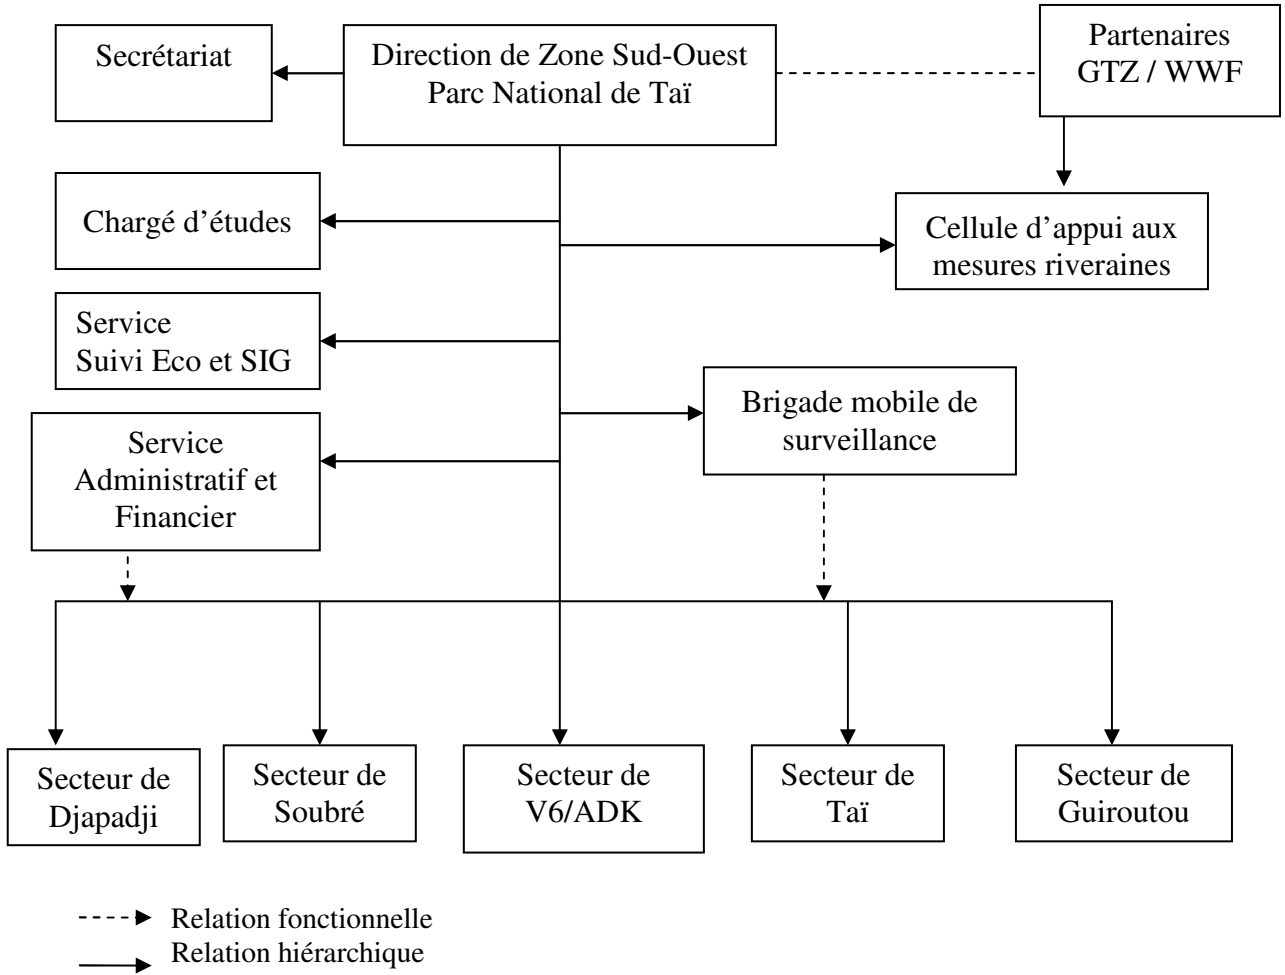 Secrétariat
Direction de Zone Sud-Ouest
Parc National de Taï
Partenaires
GTZ / WWF
Chargé d'études
Cellule d'appui aux
mesures riveraines
Service
Suivi Eco et SIG
Brigade mobile de
surveillance
Service
Administratif et
Financier
Secteur de
Djapadji
Secteur de
Soubré
Secteur de
V6/ADK
Secteur de
Taï
Secteur de
Guiroutou
Relation fonctionnelle
Relation hiérarchique